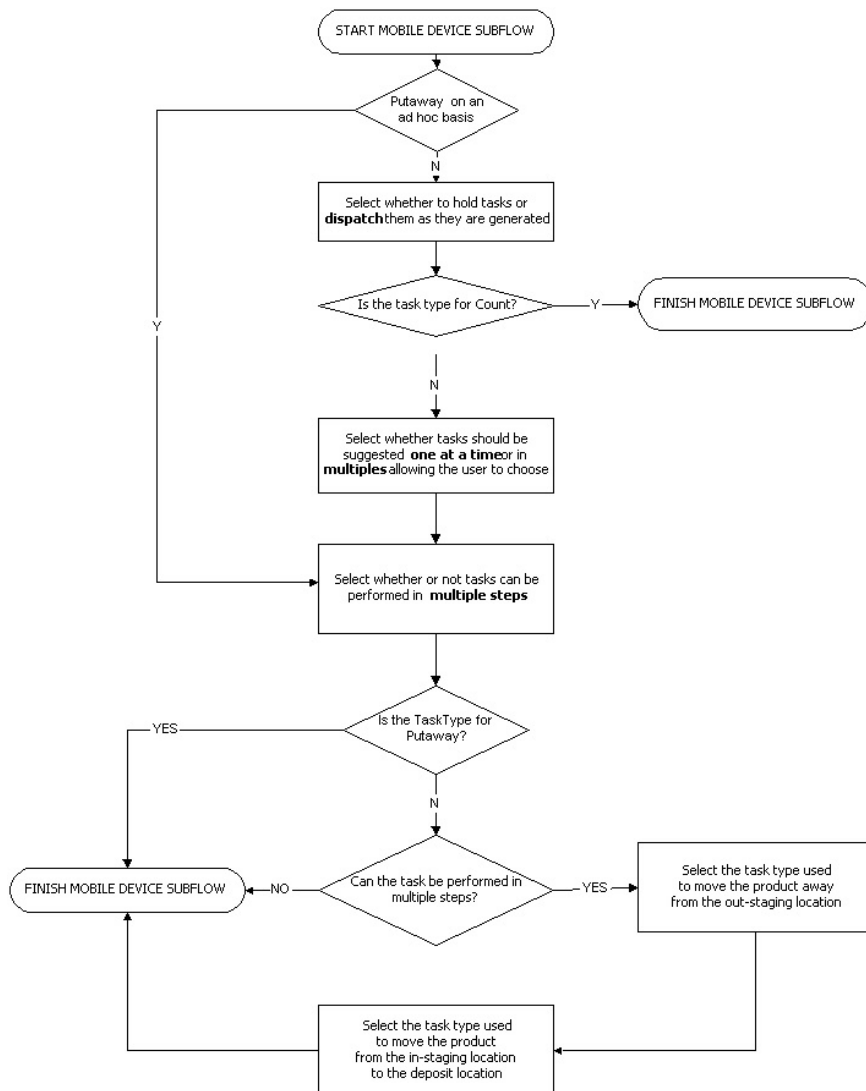 START MOBILE DEVICE SUBFLOW
Putaway on an
ad hoc basis
N
Select whether to hold tasks or
dispatch them as they are generated
Is the task type for Count?
Y
FINISH MOBILE DEVICE SUBFLOW
Y
N
Select whether tasks should be
suggested one at a time or in
multiples allowing the user to choose
Select whether or not tasks can be
performed in multiple steps
Is the TaskType for
Putaway?
YES
N
Can the task be performed in
multiple steps?
NO
FINISH MOBILE DEVICE SUBFLOW
YES
Select the task type used
to move the product away
from the out-staging location
Select the task type used
to move the product
from the in-staging location
to the deposit location